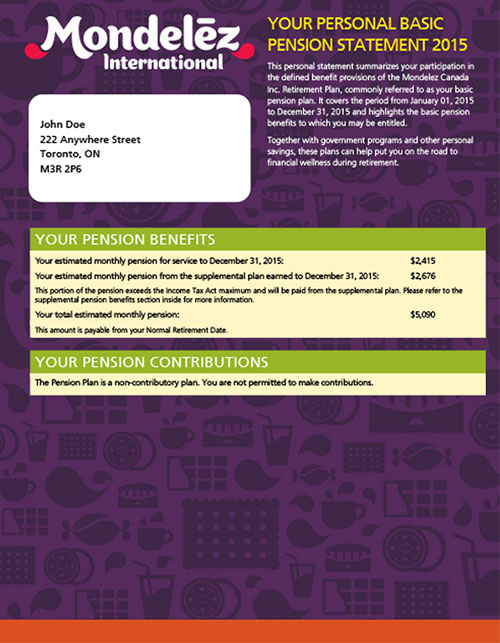 Mondelēz
International
YOUR PERSONAL BASIC
PENSION STATEMENT 2015
This personal statement summarizes your participation in
the defined benefit provisions of the Mondelez Canada
Inc. Retirement Plan, commonly referred to as your basic
pension plan. It covers the period from January 01, 2015
to December 31, 2015 and highlights the basic pension
benefits to which you may be entitled.
Together with government programs and other personal
savings, these plans can help put you on the road to
financial wellness during retirement.
John Doe
222 Anywhere Street
Toronto, ON
M3R 2P6
YOUR PENSION BENEFITS
Your estimated monthly pension for service to December 31, 2015: $2,415
Your estimated monthly pension from the supplemental plan earned to December 31, 2015: $2,676
This portion of the pension exceeds the Income Tax Act maximum and will be paid from the supplemental plan. Please refer to the
supplemental pension benefits section inside for more information.
Your total estimated monthly pension: $5,090
This amount is payable from your Normal Retirement Date.
YOUR PENSION CONTRIBUTIONS
The Pension Plan is a non-contributory plan. You are not permitted to make contributions.